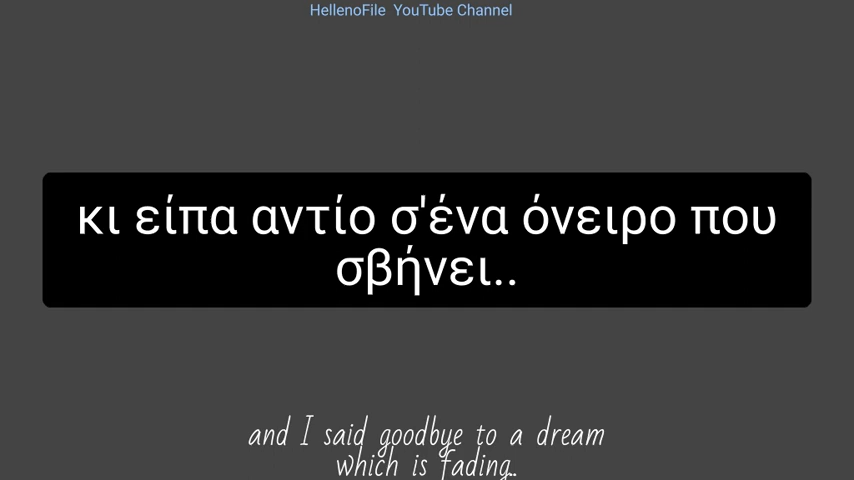 HellenoFile YouTube Channel
κι είπα αντίο σ'ένα όνειρο που
σβήνει..
and I said goodbye to a dream
which is fading..